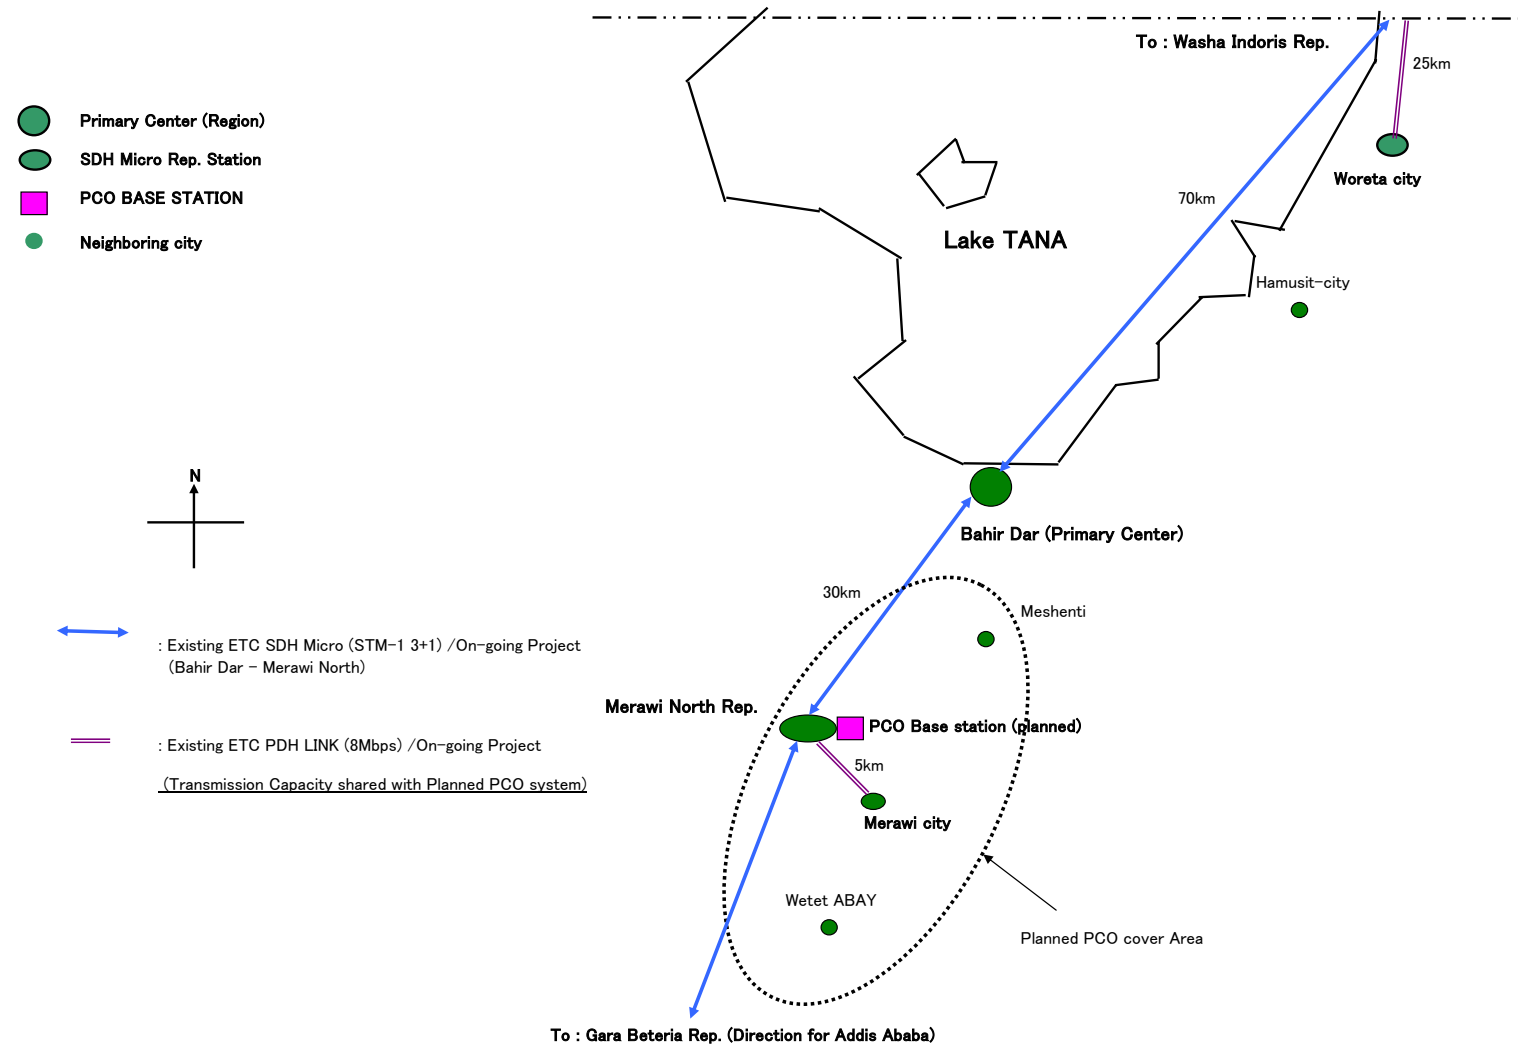 To : Washa Indoris Rep.
25km
Primary Center (Region)
SDH Micro Rep. Station
Woreta city
PCO BASE STATION
70km
Neighboring city
Lake TANA
Hamusit-city
N
Bahir Dar (Primary Center)
30km
Meshenti
: Existing ETC SDH Micro (STM-1 3+1) /On-going Project
(Bahir Dar - Merawi North)
Merawi North Rep.
PCO Base station (planned)
: Existing ETC PDH LINK (8Mbps) /On-going Project
(Transmission Capacity shared with Planned PCO system)
5km
Merawi city
Wetet ABAY
Planned PCO cover Area
To : Gara Beteria Rep. (Direction for Addis Ababa)